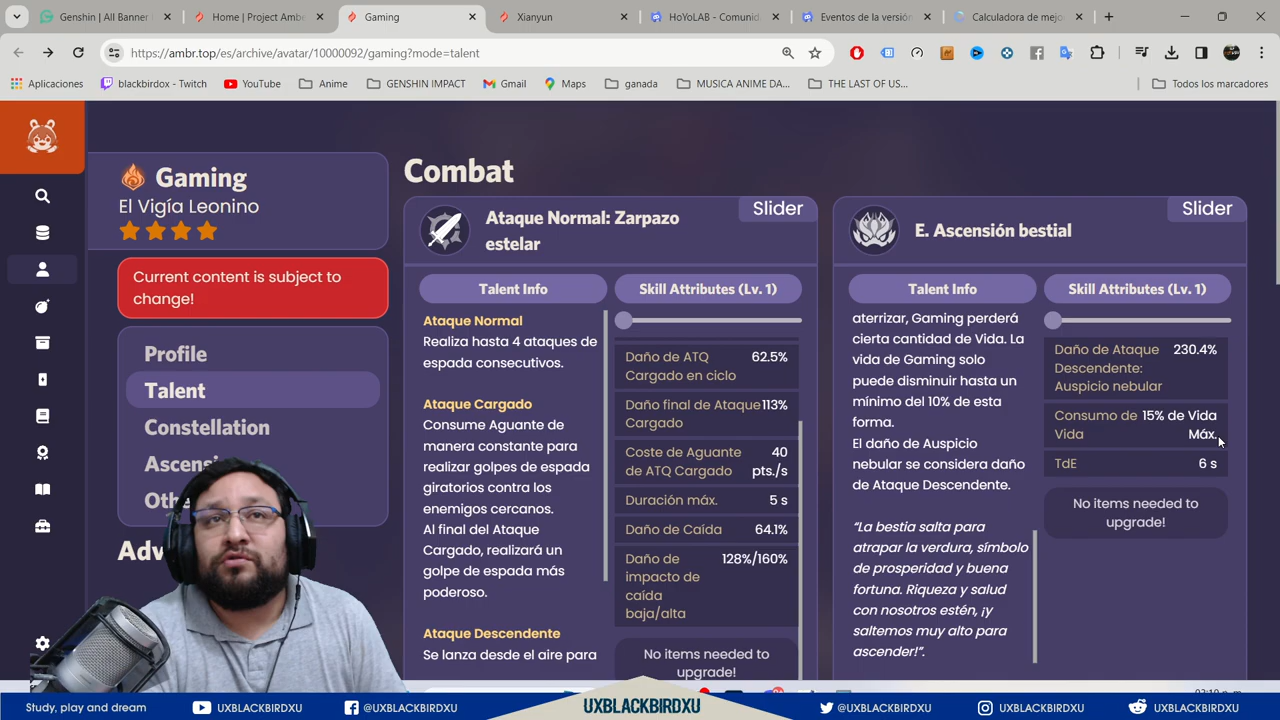 Genshin | All Banner
Home | Project Ambe
Gaming
Xianyun
HoYoLAB - Comunid
Eventos de la versión
Calculadora de mejo
https://ambr.top/es/archive/avatar/10000092/gaming?mode=talent
Aplicaciones
blackbirdox - Twitch
YouTube
Anime
GENSHIN IMPACT
Gmail
Maps
ganada
MUSICA ANIME DA...
THE LAST OF US...
Todos los marcadores
Gaming
El Vigía Leonino
Current content is subject to
change!
Profile
Talent
Constellation
Ascensi
Oth
Adv
Combat
Ataque Normal: Zarpazo
estelar
Slider
Talent Info
Skill Attributes (Lv. 1)
Ataque Normal
Realiza hasta 4 ataques de
espada consecutivos.
Ataque Cargado
Consume Aguante de
manera constante para
realizar golpes de espada
giratorios contra los
enemigos cercanos.
Al final del Ataque
Cargado, realizará un
golpe de espada más
poderoso.
Ataque Descendente
Se lanza desde el aire para
Daño de ATQ 62.5%
Cargado en ciclo
Daño final de Ataque 113%
Cargado
Coste de Aguante 40
de ATQ Cargado pts./s
Duración máx. 5 s
Daño de Caída 64.1%
Daño de 128%/160%
impacto de
caída
baja/alta
No items needed to
upgrade!
E. Ascensión bestial
Slider
Talent Info
Skill Attributes (Lv. 1)
aterrizar, Gaming perderá
cierta cantidad de Vida. La
vida de Gaming solo
puede disminuir hasta un
mínimo del 10% de esta
forma.
El daño de Auspicio
nebular se considera daño
de Ataque Descendente.
“La bestia salta para
atrapar la verdura, símbolo
de prosperidad y buena
fortuna. Riqueza y salud
con nosotros estén, ¡y
saltemos muy alto para
ascender!”.
Daño de Ataque 230.4%
Descendente:
Auspicio nebular
Consumo de 15% de Vida
Vida Máx.
TdE 6 s
No items needed to
upgrade!
Study, play and dream
UXBLACKBIRDXU
@UXBLACKBIRDXU
UXBLACKBIRDXU
@UXBLACKBIRDXU
UXBLACKBIRDXU
UXBLACKBIRDXU